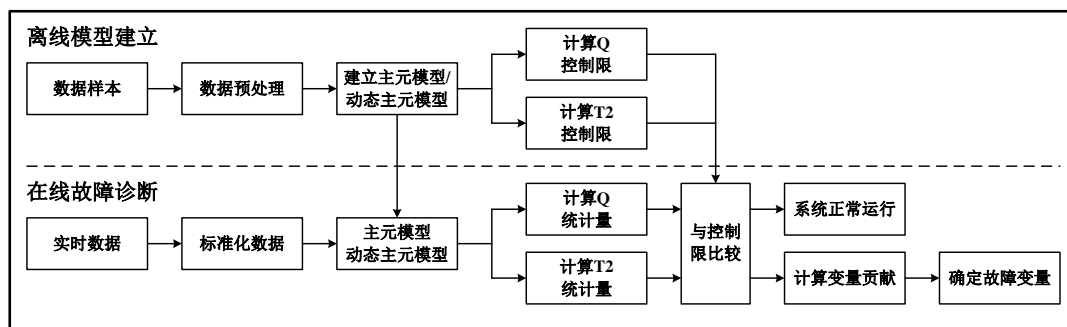 离线模型建立
数据样本
数据预处理
建立主元模型/
动态主元模型
计算Q
控制限
计算T2
控制限
在线故障诊断
实时数据
标准化数据
主元模型
动态主元模型
计算Q
统计量
计算T2
统计量
与控制
限比较
系统正常运行
计算变量贡献
确定故障变量